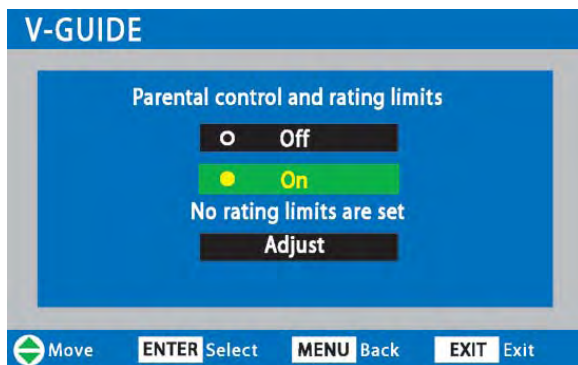 V-GUIDE
Parental control and rating limits
Off
On
No rating limits are set
Adjust
Move ENTER Select MENU Back EXIT Exit